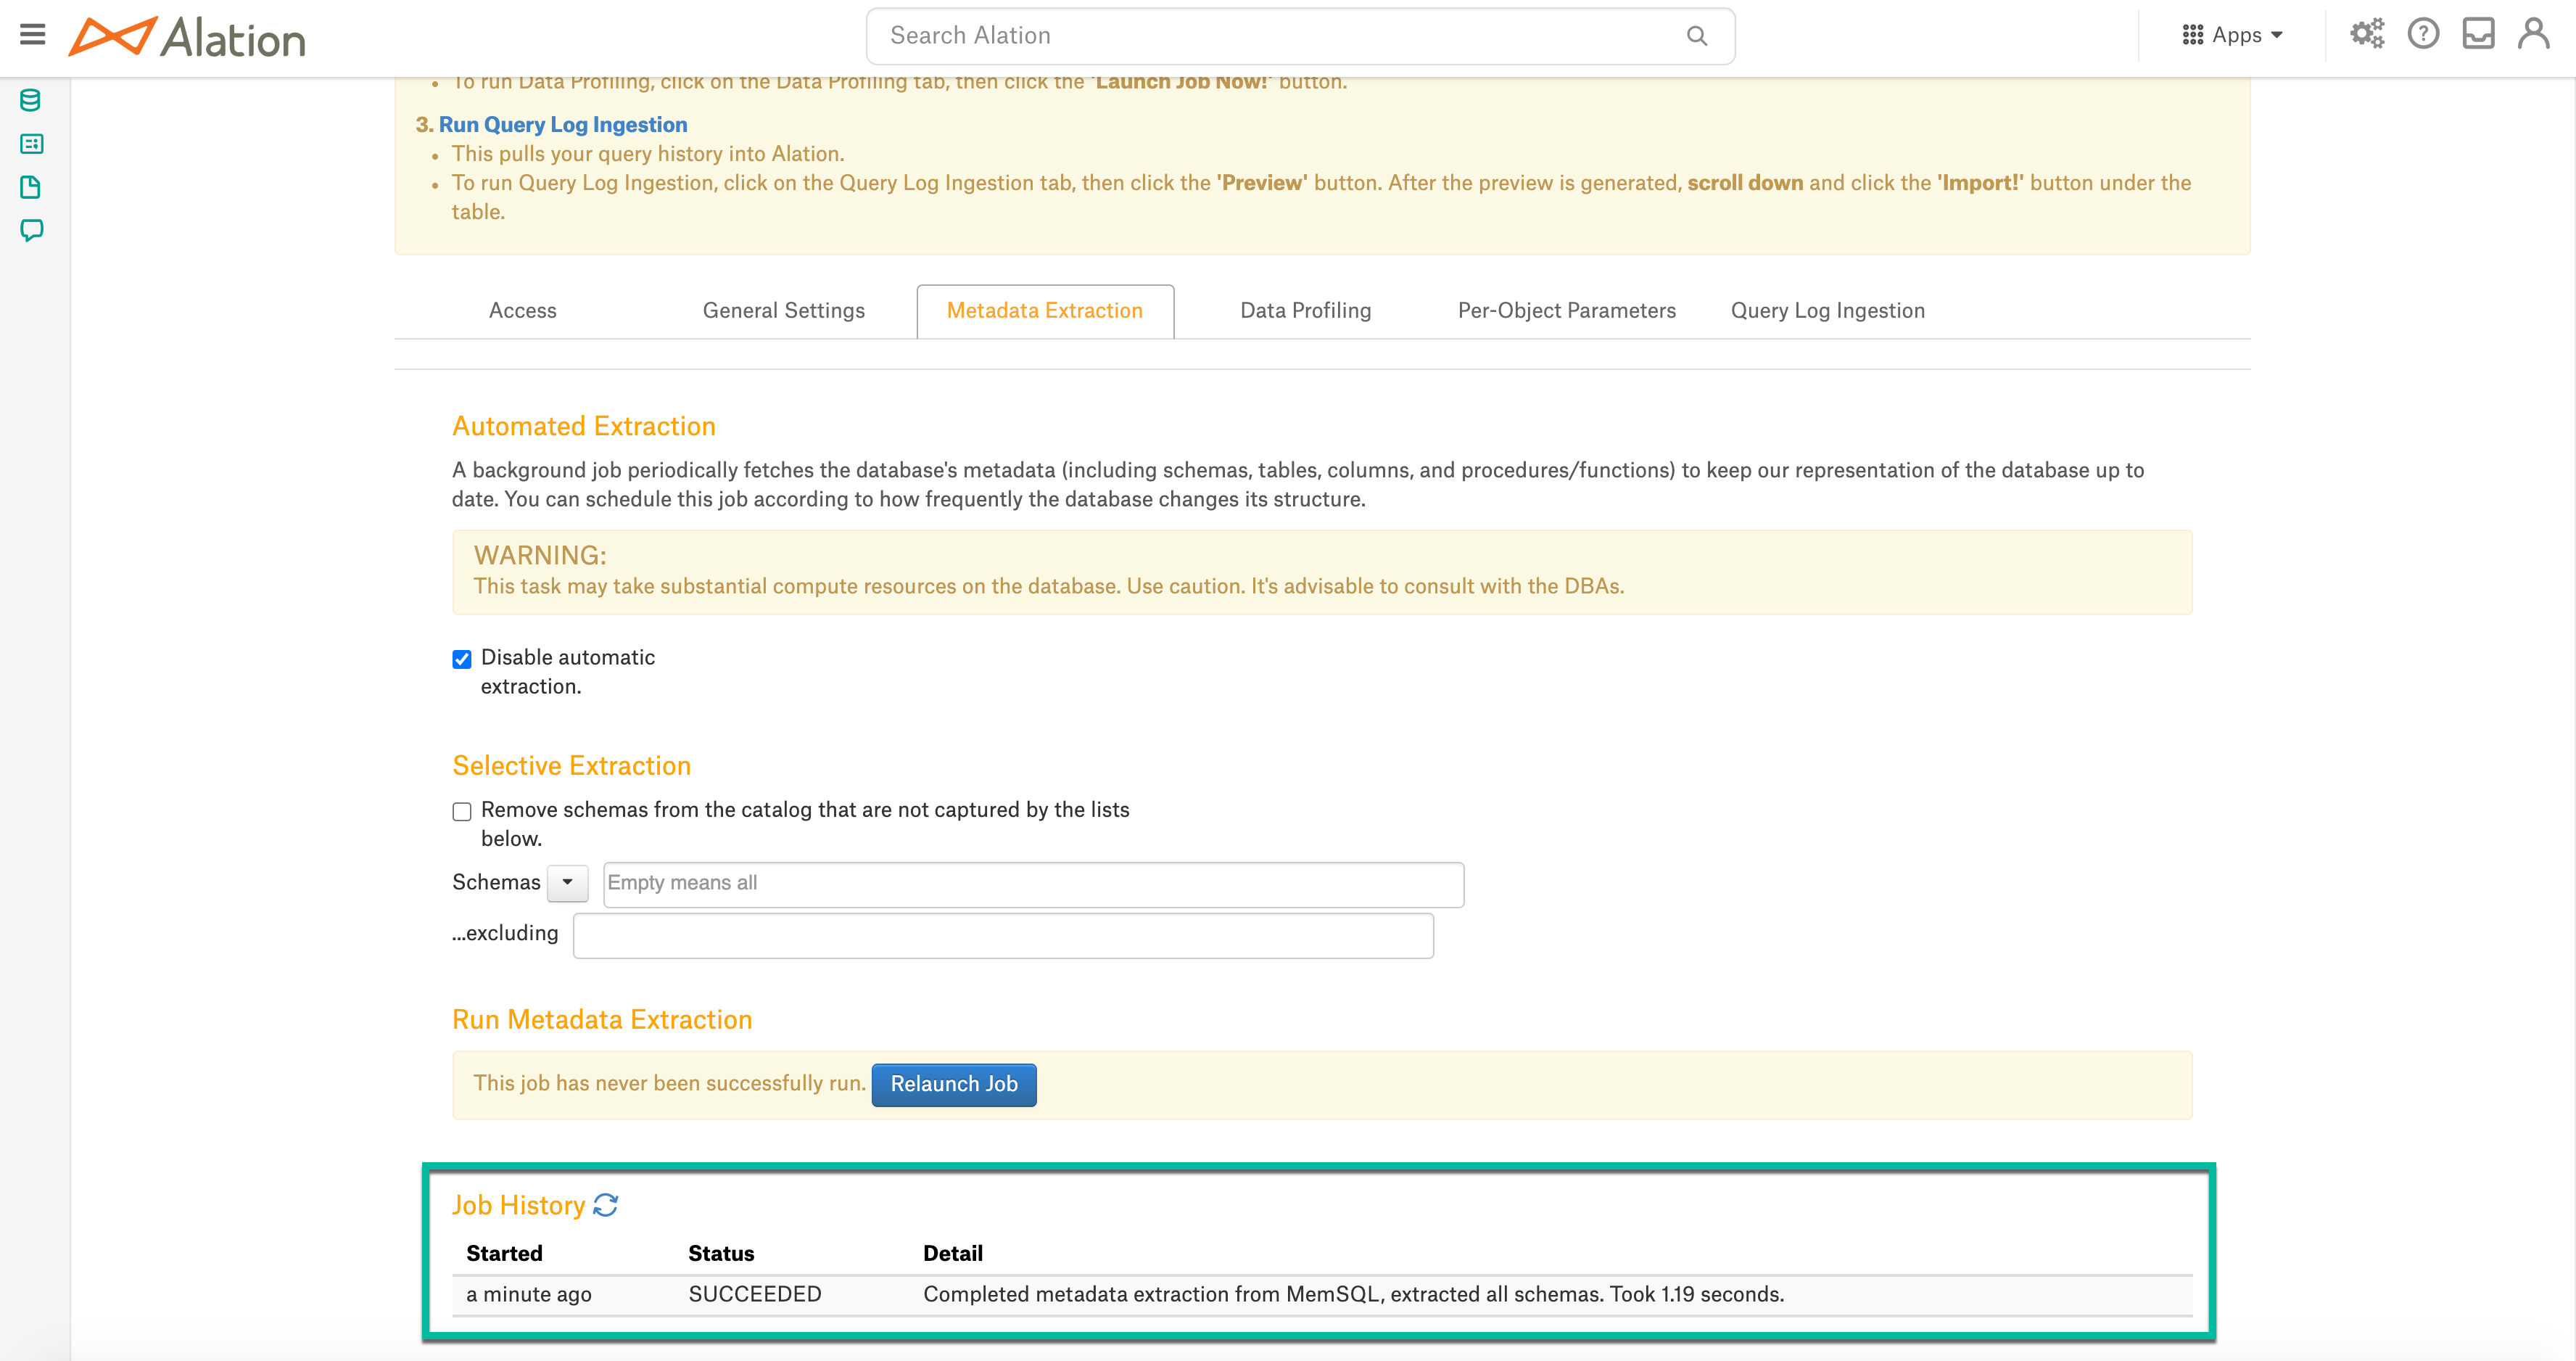 Alation
Search Alation
Apps
• To run Data Profiling, click on the Data Profiling tab, then click the 'Launch Job Now!' button.
3. Run Query Log Ingestion
• This pulls your query history into Alation.
• To run Query Log Ingestion, click on the Query Log Ingestion tab, then click the 'Preview' button. After the preview is generated, scroll down and click the 'Import!' button under the
table.
Access General Settings Metadata Extraction Data Profiling Per-Object Parameters Query Log Ingestion
Automated Extraction
A background job periodically fetches the database's metadata (including schemas, tables, columns, and procedures/functions) to keep our representation of the database up to
date. You can schedule this job according to how frequently the database changes its structure.
WARNING:
This task may take substantial compute resources on the database. Use caution. It's advisable to consult with the DBAs.
Disable automatic
extraction.
Selective Extraction
Remove schemas from the catalog that are not captured by the lists
below.
Schemas Empty means all
...excluding
Run Metadata Extraction
This job has never been successfully run. Relaunch Job
Job History
Started Status Detail
a minute ago SUCCEEDED Completed metadata extraction from MemSQL, extracted all schemas. Took 1.19 seconds.